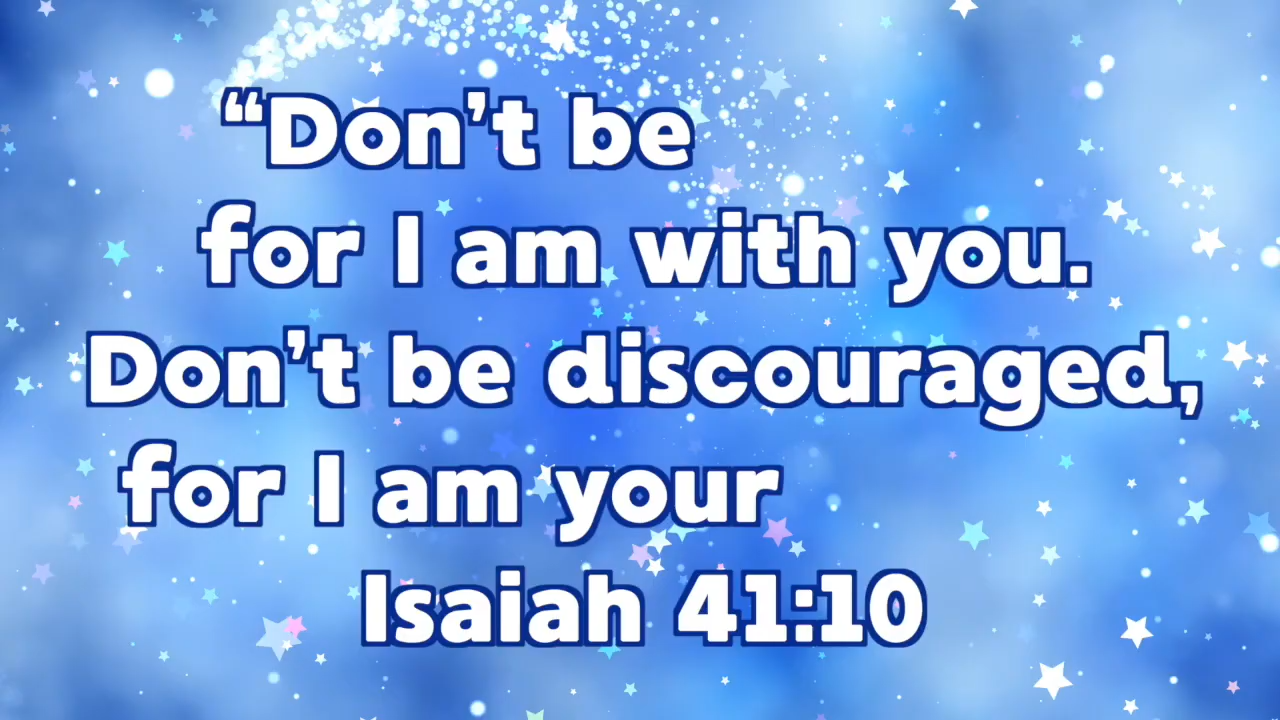 “Don’t be
for I am with you.
Don’t be discouraged,
for I am your
Isaiah 41:10